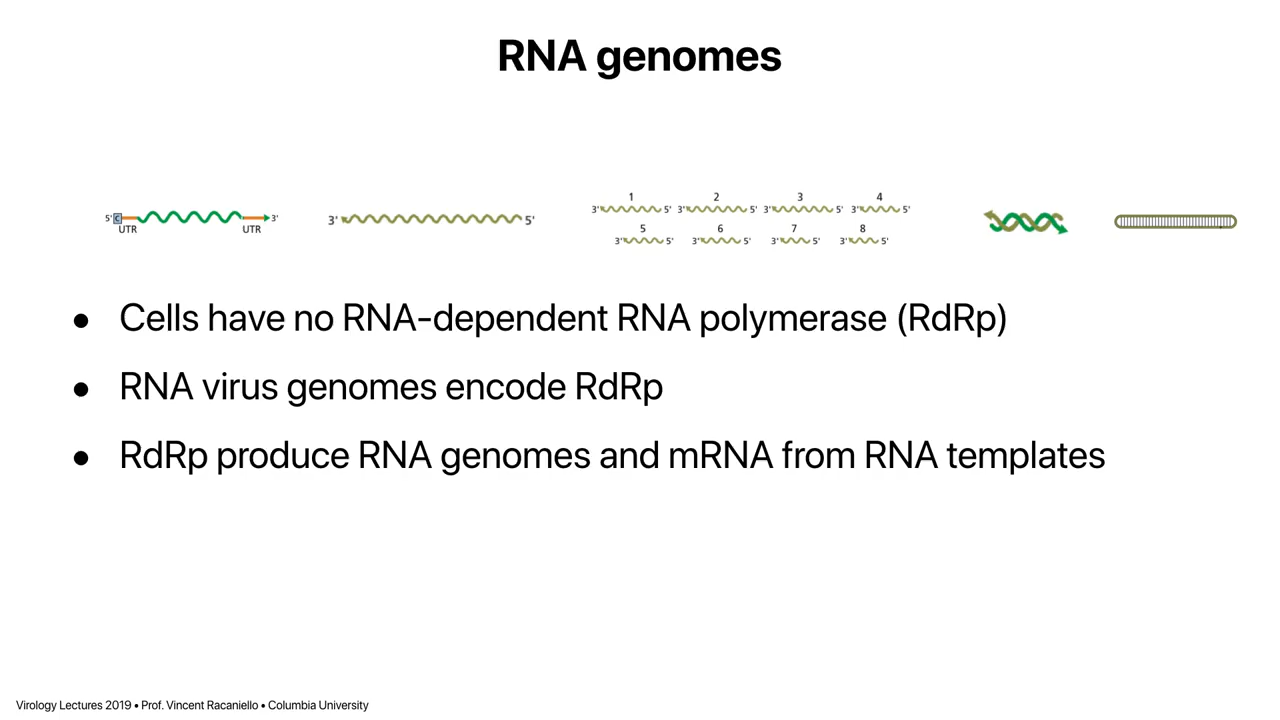 RNA genomes
1 2 3 4
5' C 3' 3' 5' 3' 5' 3' 5' 3' 5' 3' 5'
UTR UTR 5 6 7 8
3' 5' 3' 5' 3' 5' 3' 5'
• Cells have no RNA-dependent RNA polymerase (RdRp)
• RNA virus genomes encode RdRp
• RdRp produce RNA genomes and mRNA from RNA templates
Virology Lectures 2019 • Prof. Vincent Racaniello • Columbia University